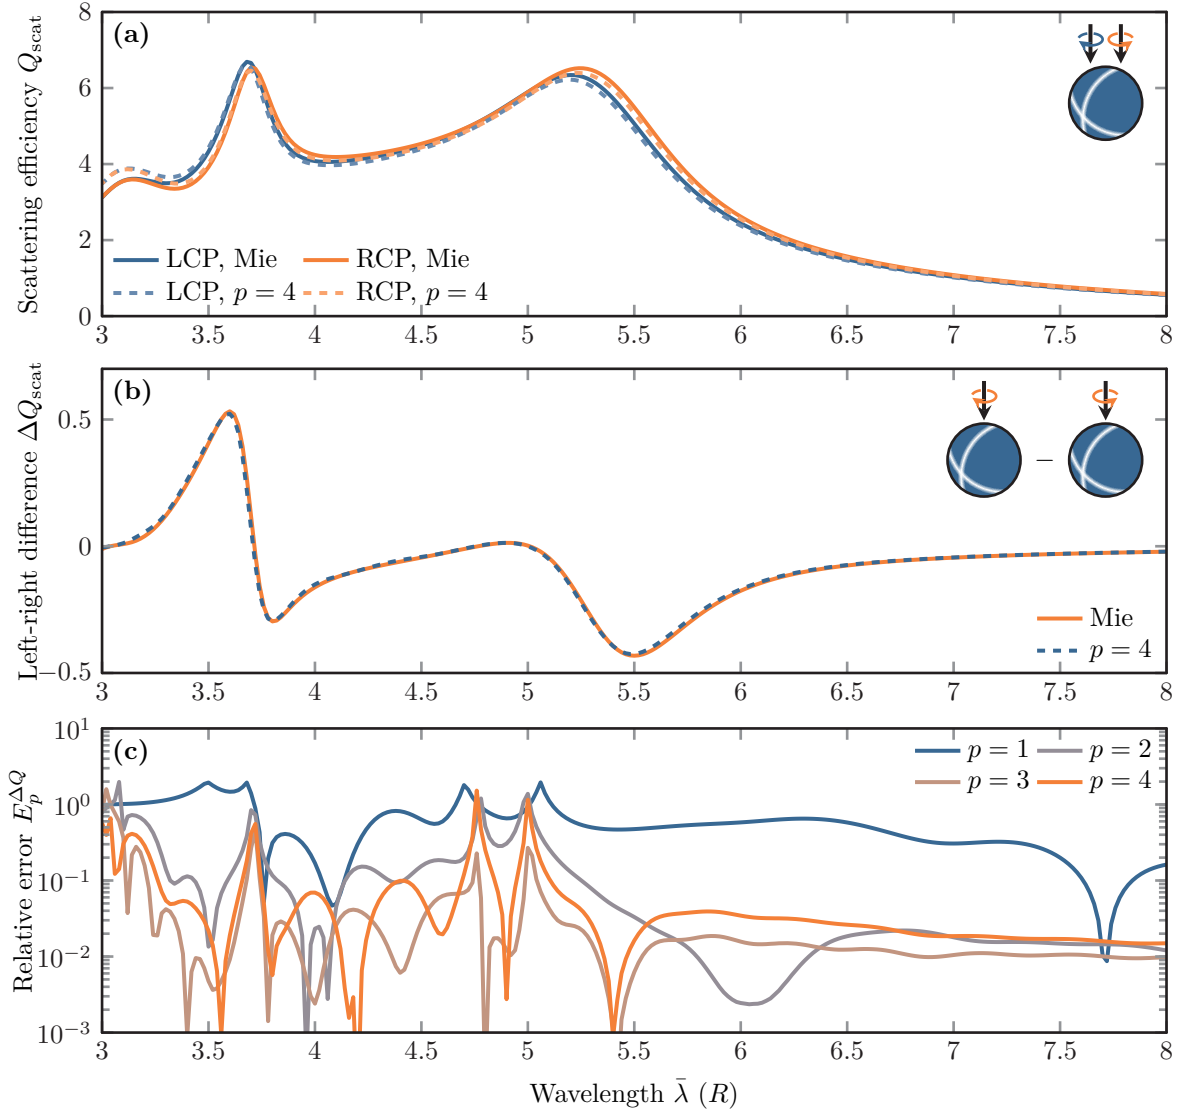 Scattering efficiency Q_scat
8
6
4
2
0
(a)
LCP, Mie
RCP, Mie
LCP, p = 4
RCP, p = 4
3 3.5 4 4.5 5 5.5 6 6.5 7 7.5 8
Left-right difference ΔQ_scat
0.5
0
−0.5
(b)
−
Mie
p = 4
3 3.5 4 4.5 5 5.5 6 6.5 7 7.5 8
Relative error E_p^{ΔQ}
10^1
10^0
10^{−1}
10^{−2}
10^{−3}
(c)
p = 1
p = 2
p = 3
p = 4
3 3.5 4 4.5 5 5.5 6 6.5 7 7.5 8
Wavelength λ̄ (R)